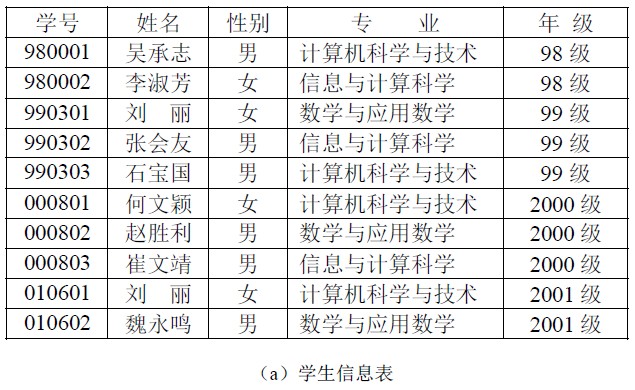 学号 姓名 性别 专 业 年 级
980001 吴承志 男 计算机科学与技术 98 级
980002 李淑芳 女 信息与计算科学 98 级
990301 刘 丽 女 数学与应用数学 99 级
990302 张会友 男 信息与计算科学 99 级
990303 石宝国 男 计算机科学与技术 99 级
000801 何文颖 女 计算机科学与技术 2000 级
000802 赵胜利 男 数学与应用数学 2000 级
000803 崔文靖 男 信息与计算科学 2000 级
010601 刘 丽 女 计算机科学与技术 2001 级
010602 魏永鸣 男 数学与应用数学 2001 级
（a）学生信息表